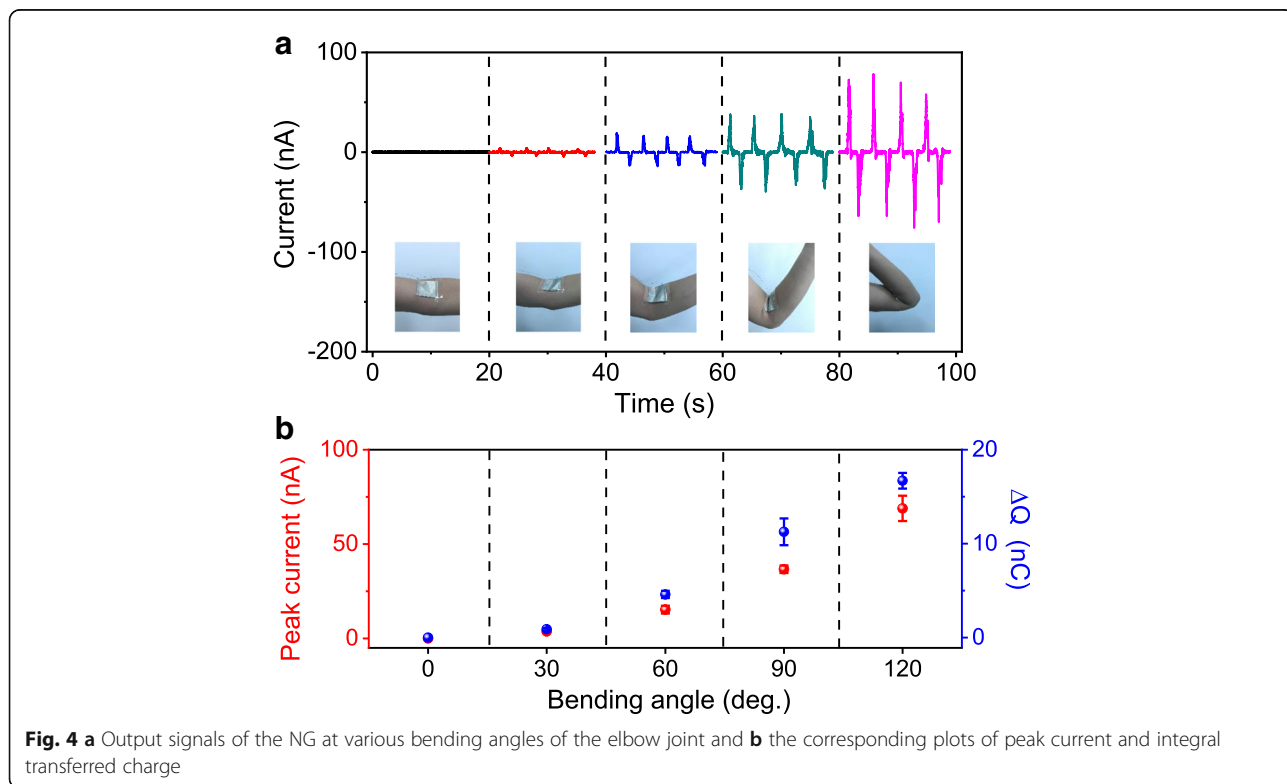 a
100
0
-100
-200
Current (nA)
0 20 40 60 80 100
Time (s)
b
100
50
0
Peak current (nA)
20
10
0
ΔQ (nC)
0 30 60 90 120
Bending angle (deg.)
Fig. 4 a Output signals of the NG at various bending angles of the elbow joint and b the corresponding plots of peak current and integral
transferred charge